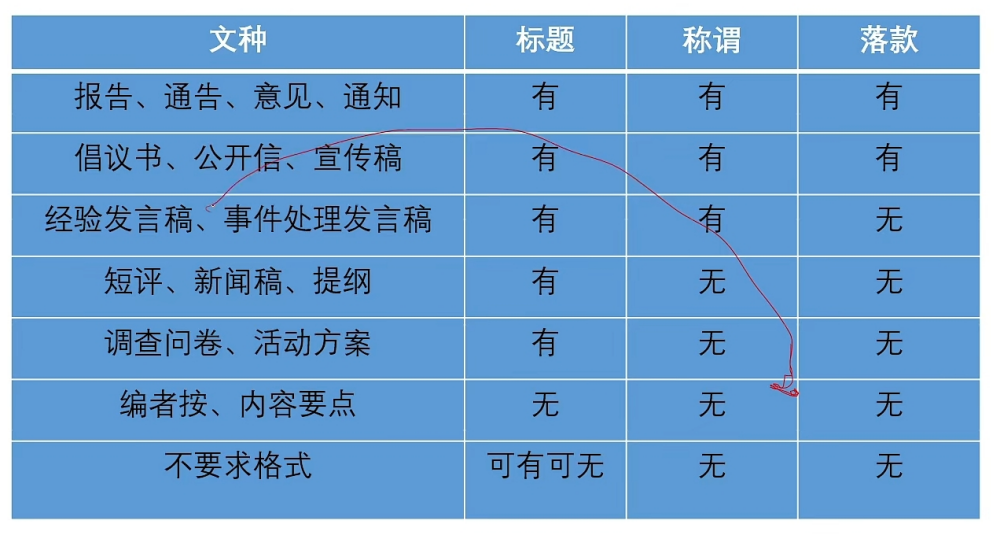 文种 标题 称谓 落款
报告、通告、意见、通知 有 有 有
倡议书、公开信、宣传稿 有 有 有
经验发言稿、事件处理发言稿 有 有 无
短评、新闻稿、提纲 有 无 无
调查问卷、活动方案 有 无 无
编者按、内容要点 无 无 无
不要求格式 可有可无 无 无